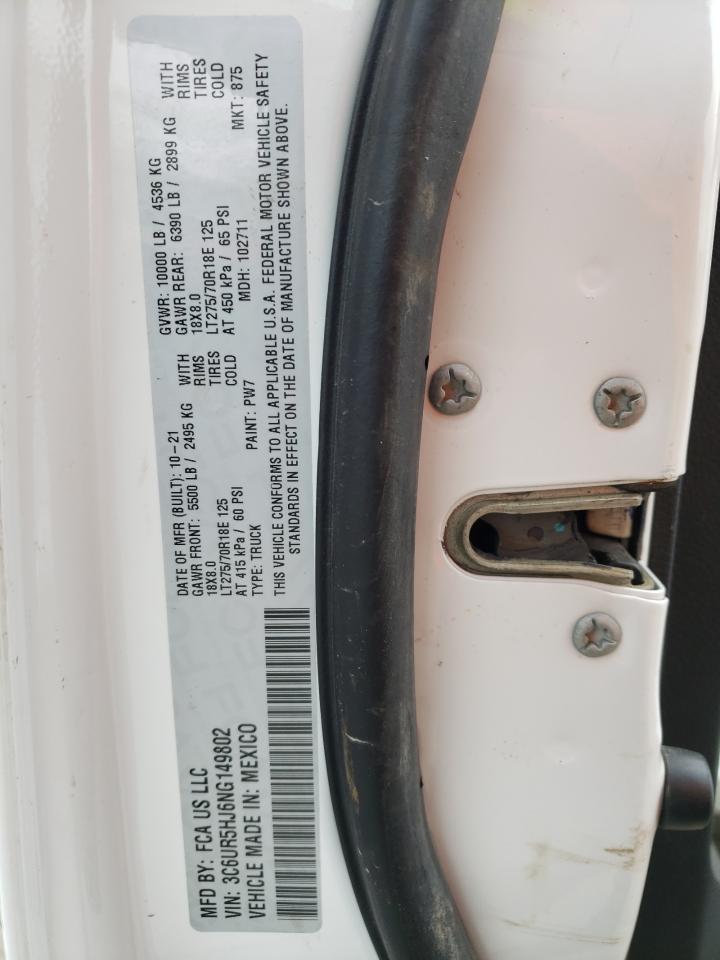 MFD BY: FCA US LLC
VIN: 3C6UR5HJ6NG149802
VEHICLE MADE IN: MEXICO
DATE OF MFR (BUILT): 10-21
GVWR: 10000 LB / 4536 KG
GAWR FRONT: 5500 LB / 2495 KG
WITH
GAWR REAR: 6390 LB / 2899 KG
WITH
18X8.0
RIMS
18X8.0
RIMS
LT275/70R18E 125
TIRES
LT275/70R18E 125
TIRES
AT 415 kPa / 60 PSI
COLD
AT 450 kPa / 65 PSI
COLD
TYPE: TRUCK
PAINT: PW7
MDH: 102711
MKT: 875
THIS VEHICLE CONFORMS TO ALL APPLICABLE U.S.A. FEDERAL MOTOR VEHICLE SAFETY
STANDARDS IN EFFECT ON THE DATE OF MANUFACTURE SHOWN ABOVE.